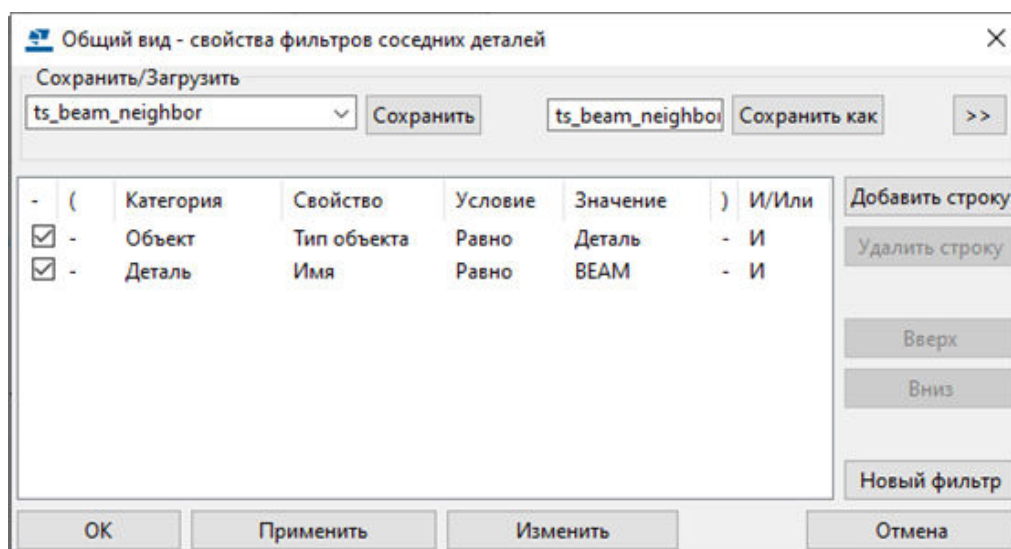 Общий вид - свойства фильтров соседних деталей
Сохранить/Загрузить
ts_beam_neighbor Сохранить ts_beam_neighbor Сохранить как >>
- ( Категория Свойство Условие Значение ) И/Или
- Объект Тип объекта Равно Деталь - И
- Деталь Имя Равно BEAM - И
Добавить строку
Удалить строку
Вверх
Вниз
Новый фильтр
OK Применить Изменить Отмена